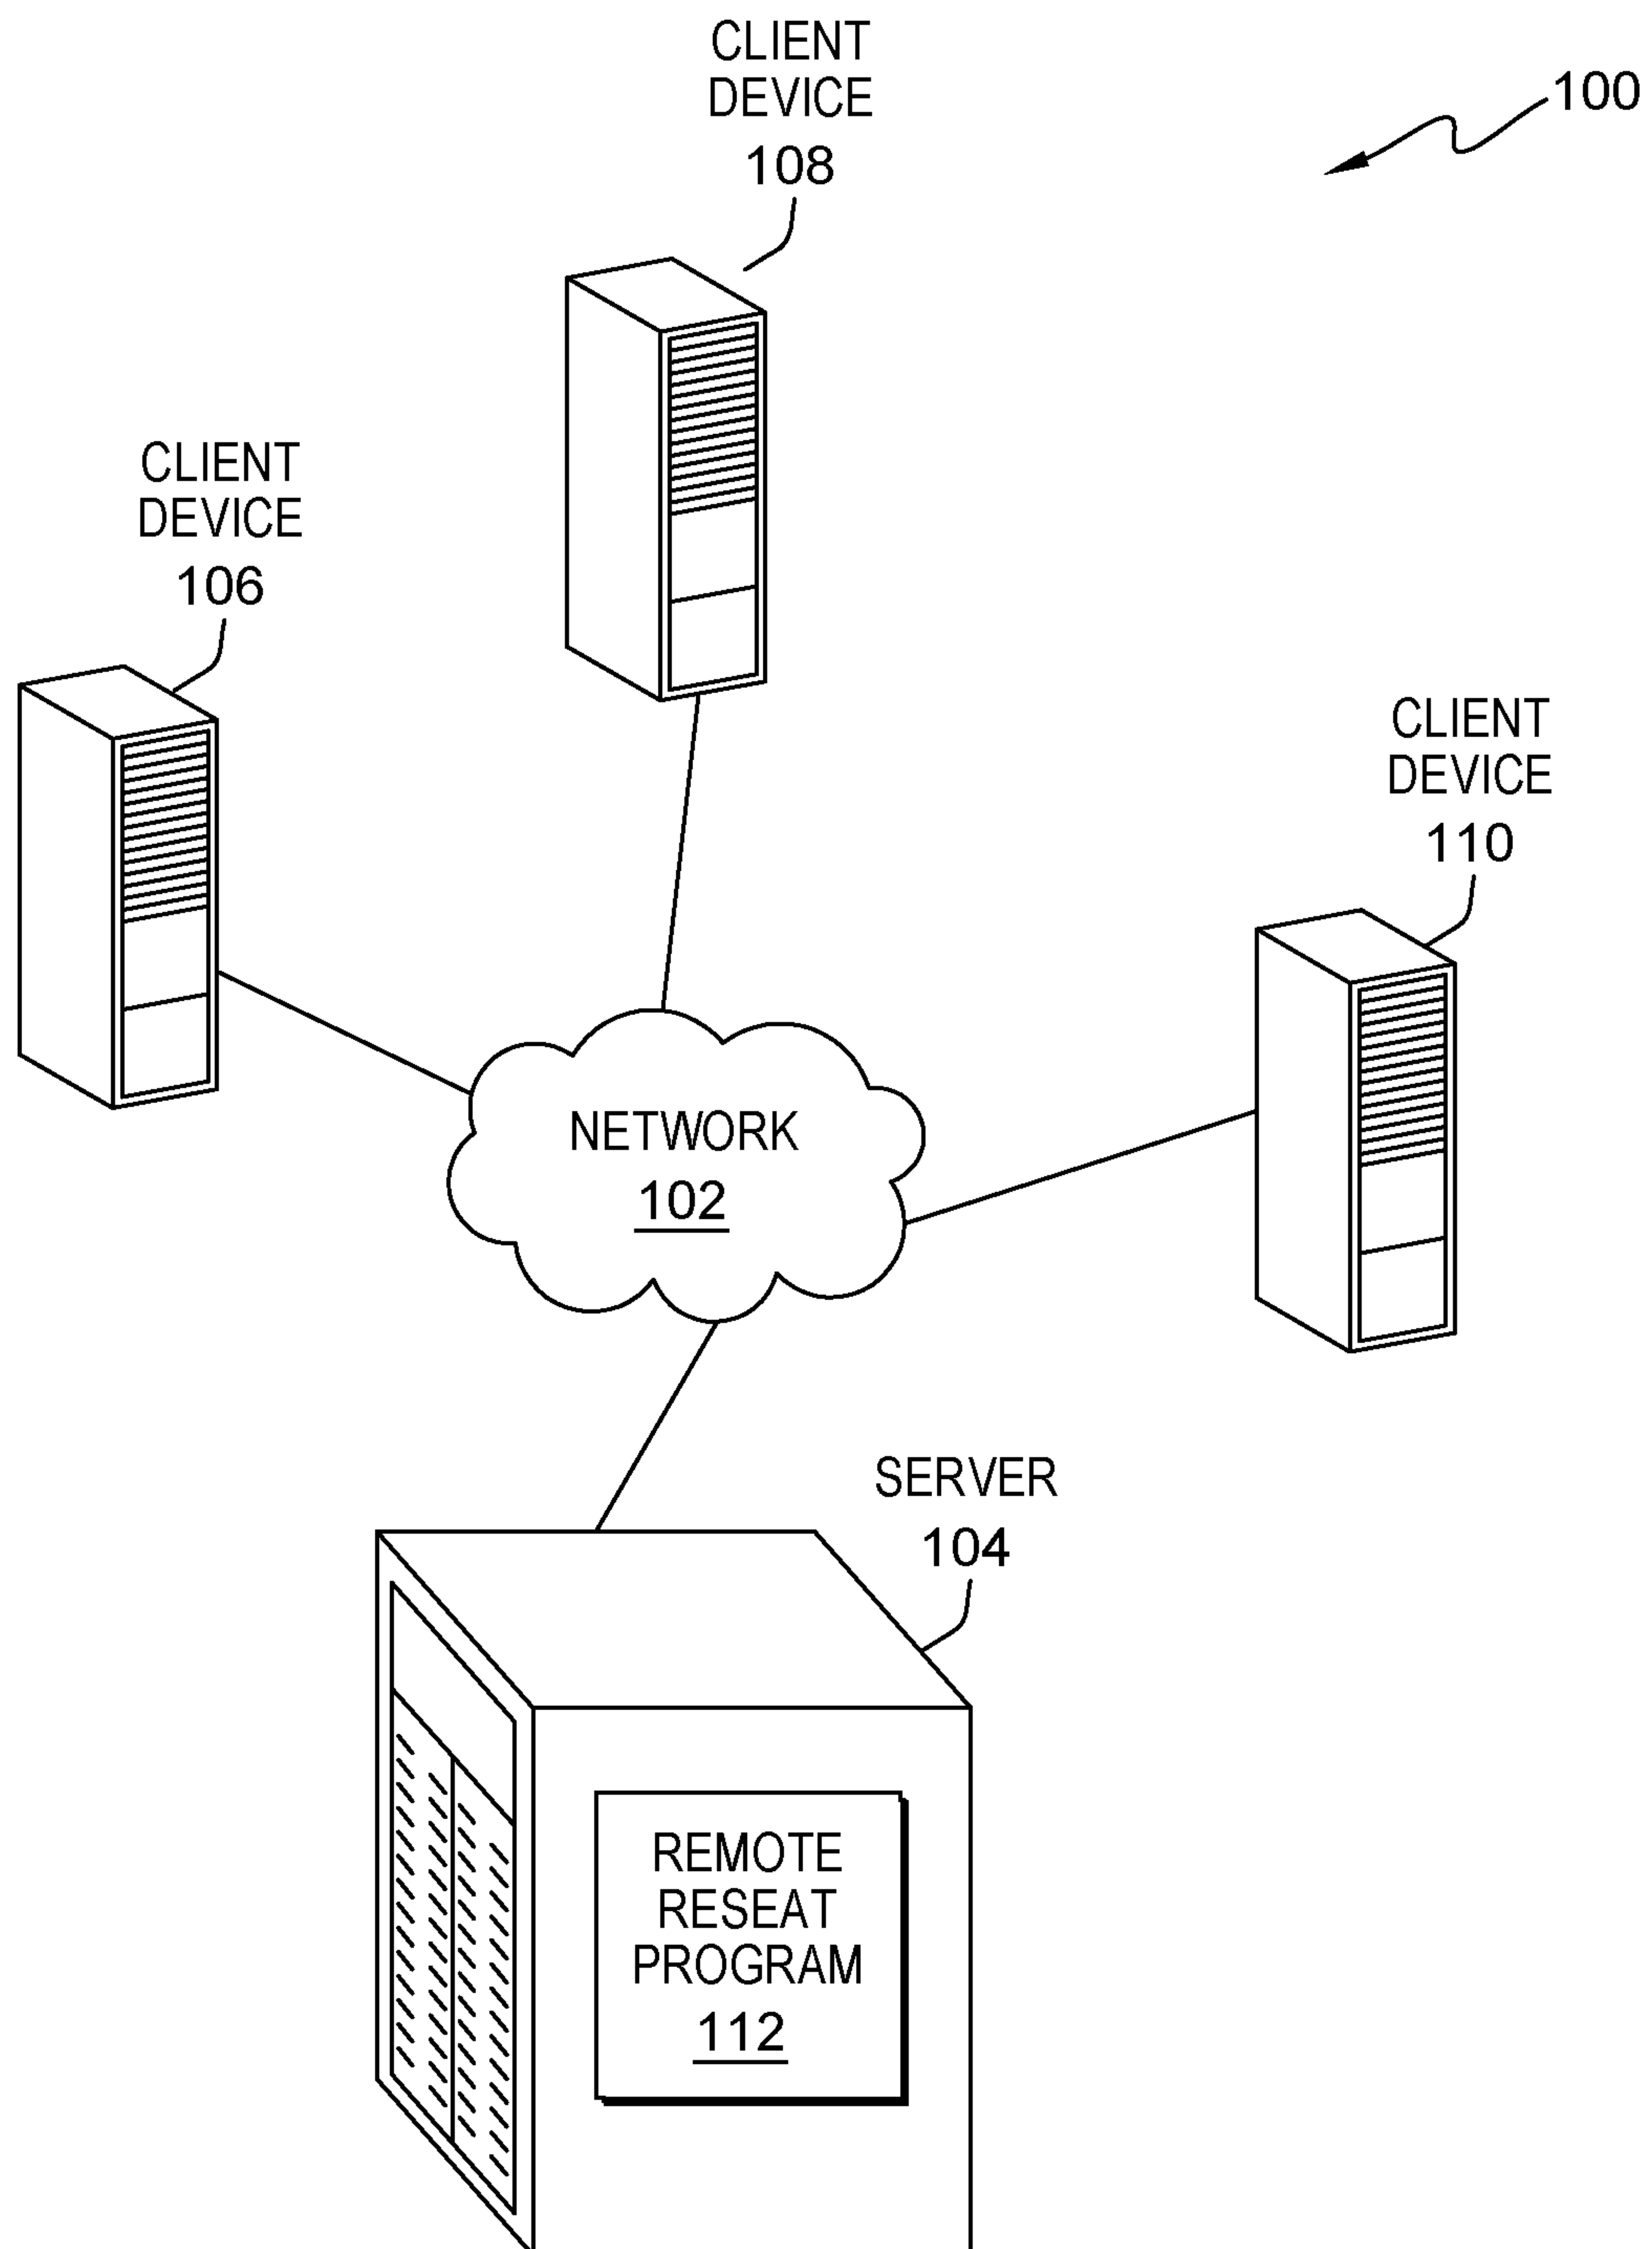 CLIENT
DEVICE
108
100
CLIENT
DEVICE
106
CLIENT
DEVICE
110
NETWORK
102
SERVER
104
REMOTE
RESEAT
PROGRAM
112